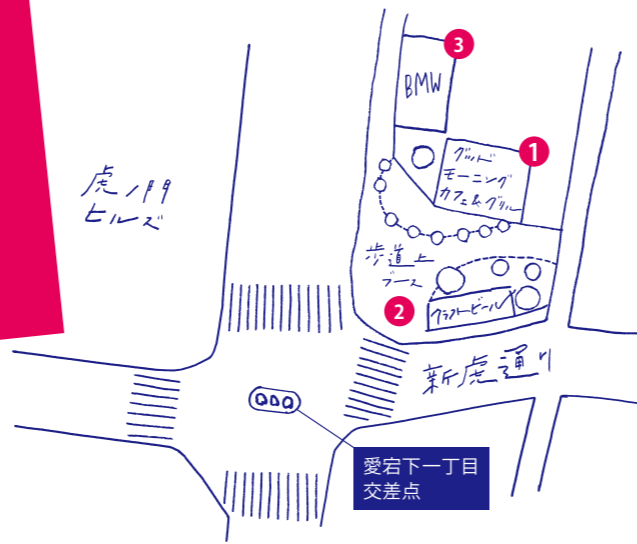 3
BMW
1
グッド
モーニング
カフェ&グリル
虎ノ門
ヒルズ
歩道上
ブース
2
クラフトビール
新虎通り
愛宕下一丁目
交差点